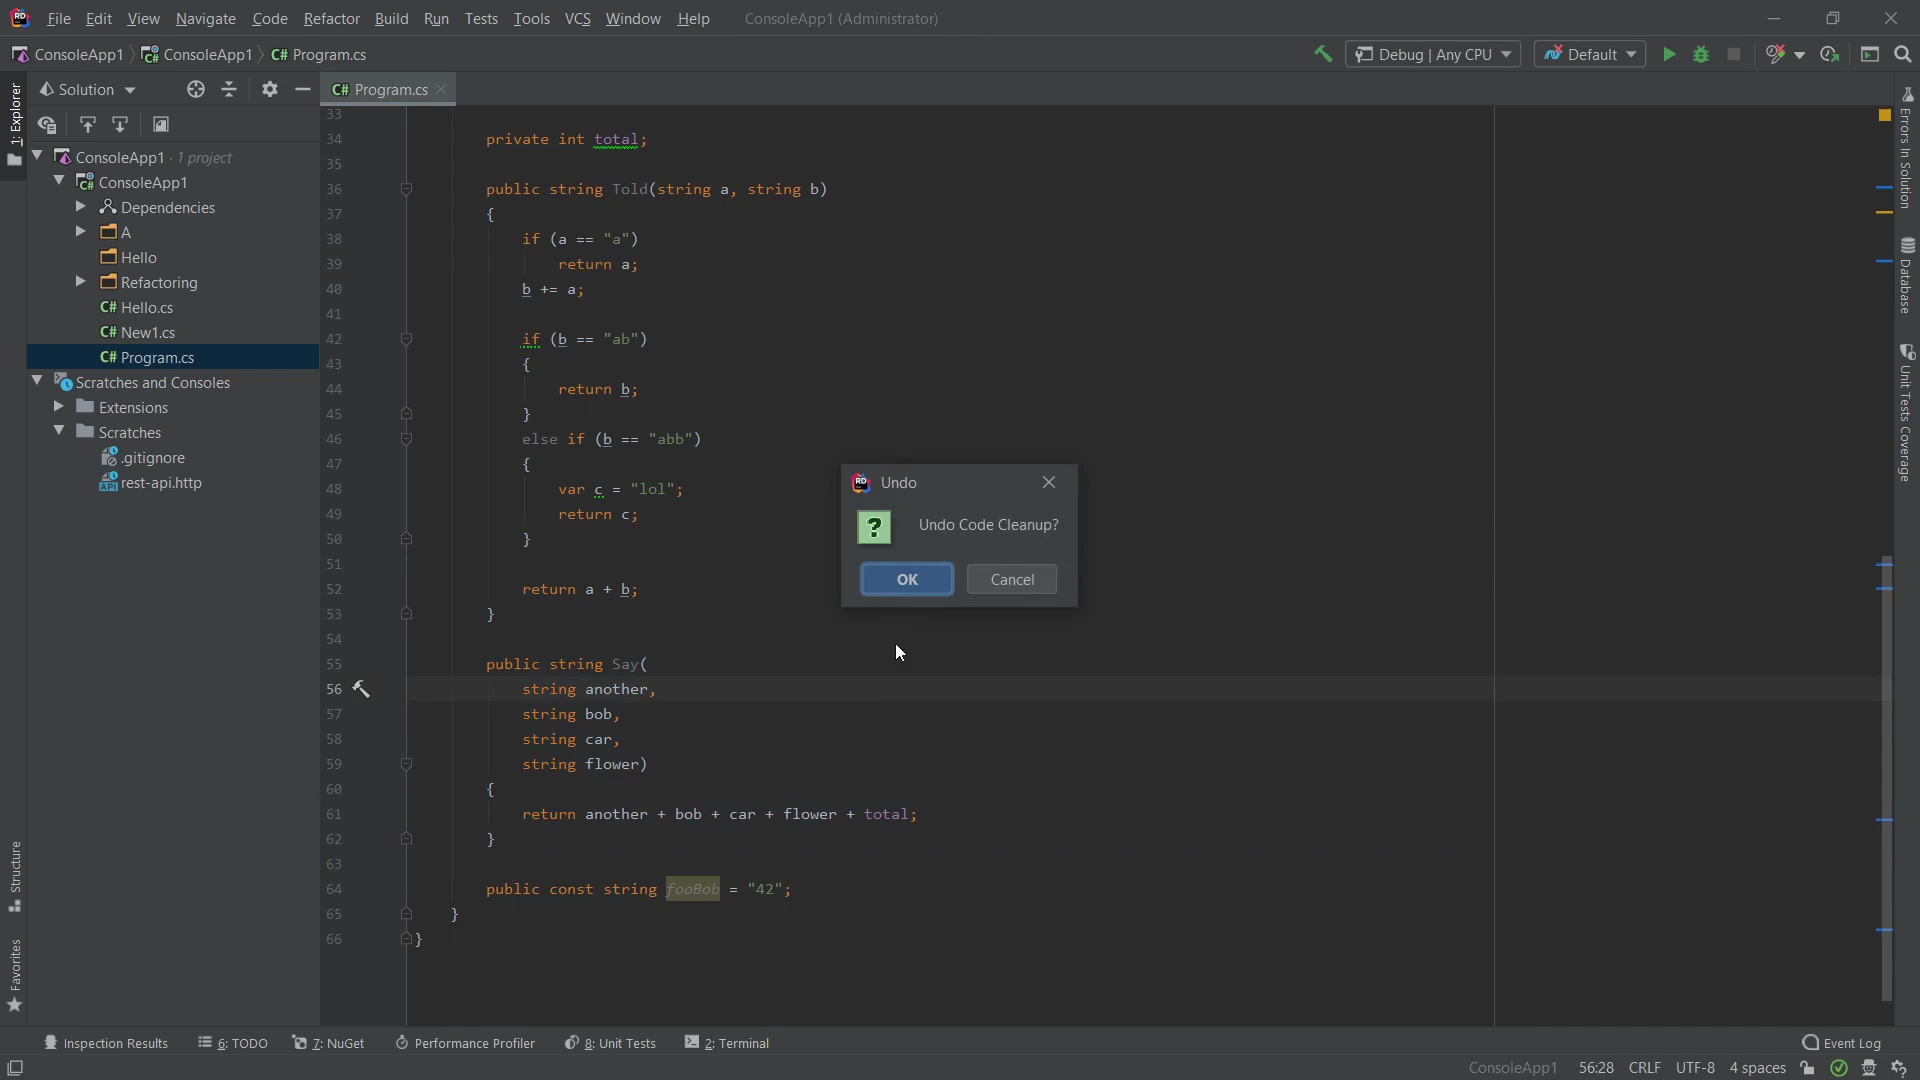 File Edit View Navigate Code Refactor Build Run Tests Tools VCS Window Help ConsoleApp1 (Administrator)
ConsoleApp1 ConsoleApp1 C# Program.cs Debug | Any CPU Default
Solution C# Program.cs
1: Explorer
ConsoleApp1 · 1 project
ConsoleApp1
Dependencies
A
Hello
Refactoring
C# Hello.cs
C# New1.cs
C# Program.cs
Scratches and Consoles
Extensions
Scratches
.gitignore
API rest-api.http
Structure
Favorites
33
34 private int total;
35
36 public string Told(string a, string b)
37 {
38 if (a == "a")
39 return a;
40 b += a;
41
42 if (b == "ab")
43 {
44 return b;
45 }
46 else if (b == "abb")
47 {
48 var c = "lol";
49 return c;
50 }
51
52 return a + b;
53 }
54
55 public string Say(
56 string another,
57 string bob,
58 string car,
59 string flower)
60 {
61 return another + bob + car + flower + total;
62 }
63
64 public const string fooBob = "42";
65 }
66 }
RD Undo
? Undo Code Cleanup?
OK Cancel
Errors In Solution
Database
Unit Tests Coverage
Inspection Results 6: TODO 7: NuGet Performance Profiler 8: Unit Tests 2: Terminal Event Log
ConsoleApp1 56:28 CRLF UTF-8 4 spaces